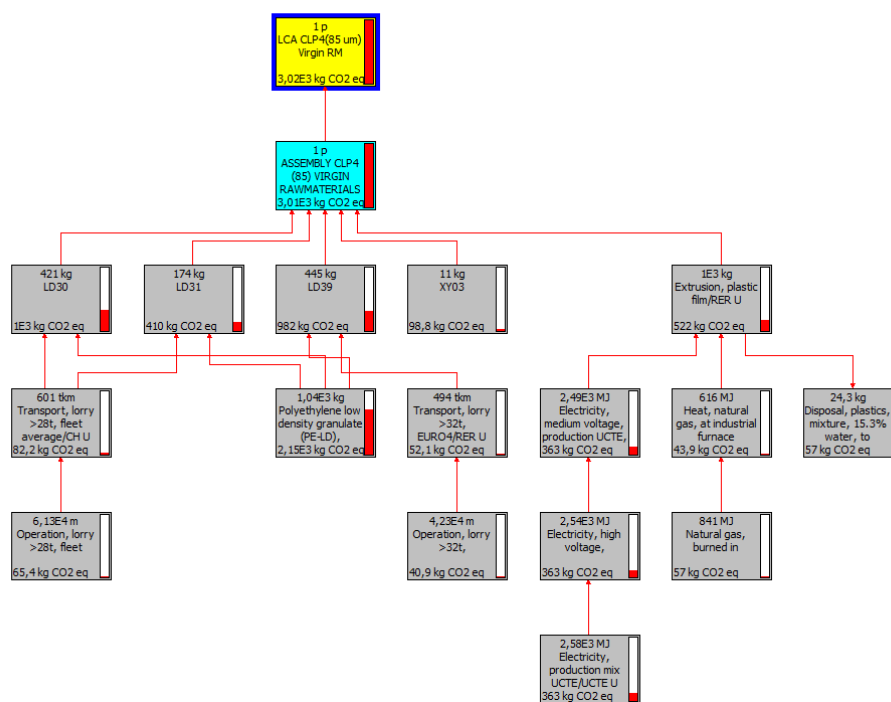 1 p
LCA CLP4(85 um)
Virgin RM
3,02E3 kg CO2 eq
1 p
ASSEMBLY CLP4
(85) VIRGIN
RAWMATERIALS
3,01E3 kg CO2 eq
421 kg
LD30
1E3 kg CO2 eq
174 kg
LD31
410 kg CO2 eq
445 kg
LD39
982 kg CO2 eq
11 kg
XY03
98,8 kg CO2 eq
1E3 kg
Extrusion, plastic
film/RER U
522 kg CO2 eq
601 tkm
Transport, lorry
>28t, fleet
average/CH U
82,2 kg CO2 eq
1,04E3 kg
Polyethylene low
density granulate
(PE-LD),
2,15E3 kg CO2 eq
494 tkm
Transport, lorry
>32t,
EURO4/RER U
52,1 kg CO2 eq
2,49E3 MJ
Electricity,
medium voltage,
production UCTE,
363 kg CO2 eq
616 MJ
Heat, natural
gas, at industrial
furnace
43,9 kg CO2 eq
24,3 kg
Disposal, plastics,
mixture, 15.3%
water, to
57 kg CO2 eq
6,13E4 m
Operation, lorry
>28t, fleet
65,4 kg CO2 eq
4,23E4 m
Operation, lorry
>32t,
40,9 kg CO2 eq
2,54E3 MJ
Electricity, high
voltage,
363 kg CO2 eq
841 MJ
Natural gas,
burned in
57 kg CO2 eq
2,58E3 MJ
Electricity,
production mix
UCTE/UCTE U
363 kg CO2 eq